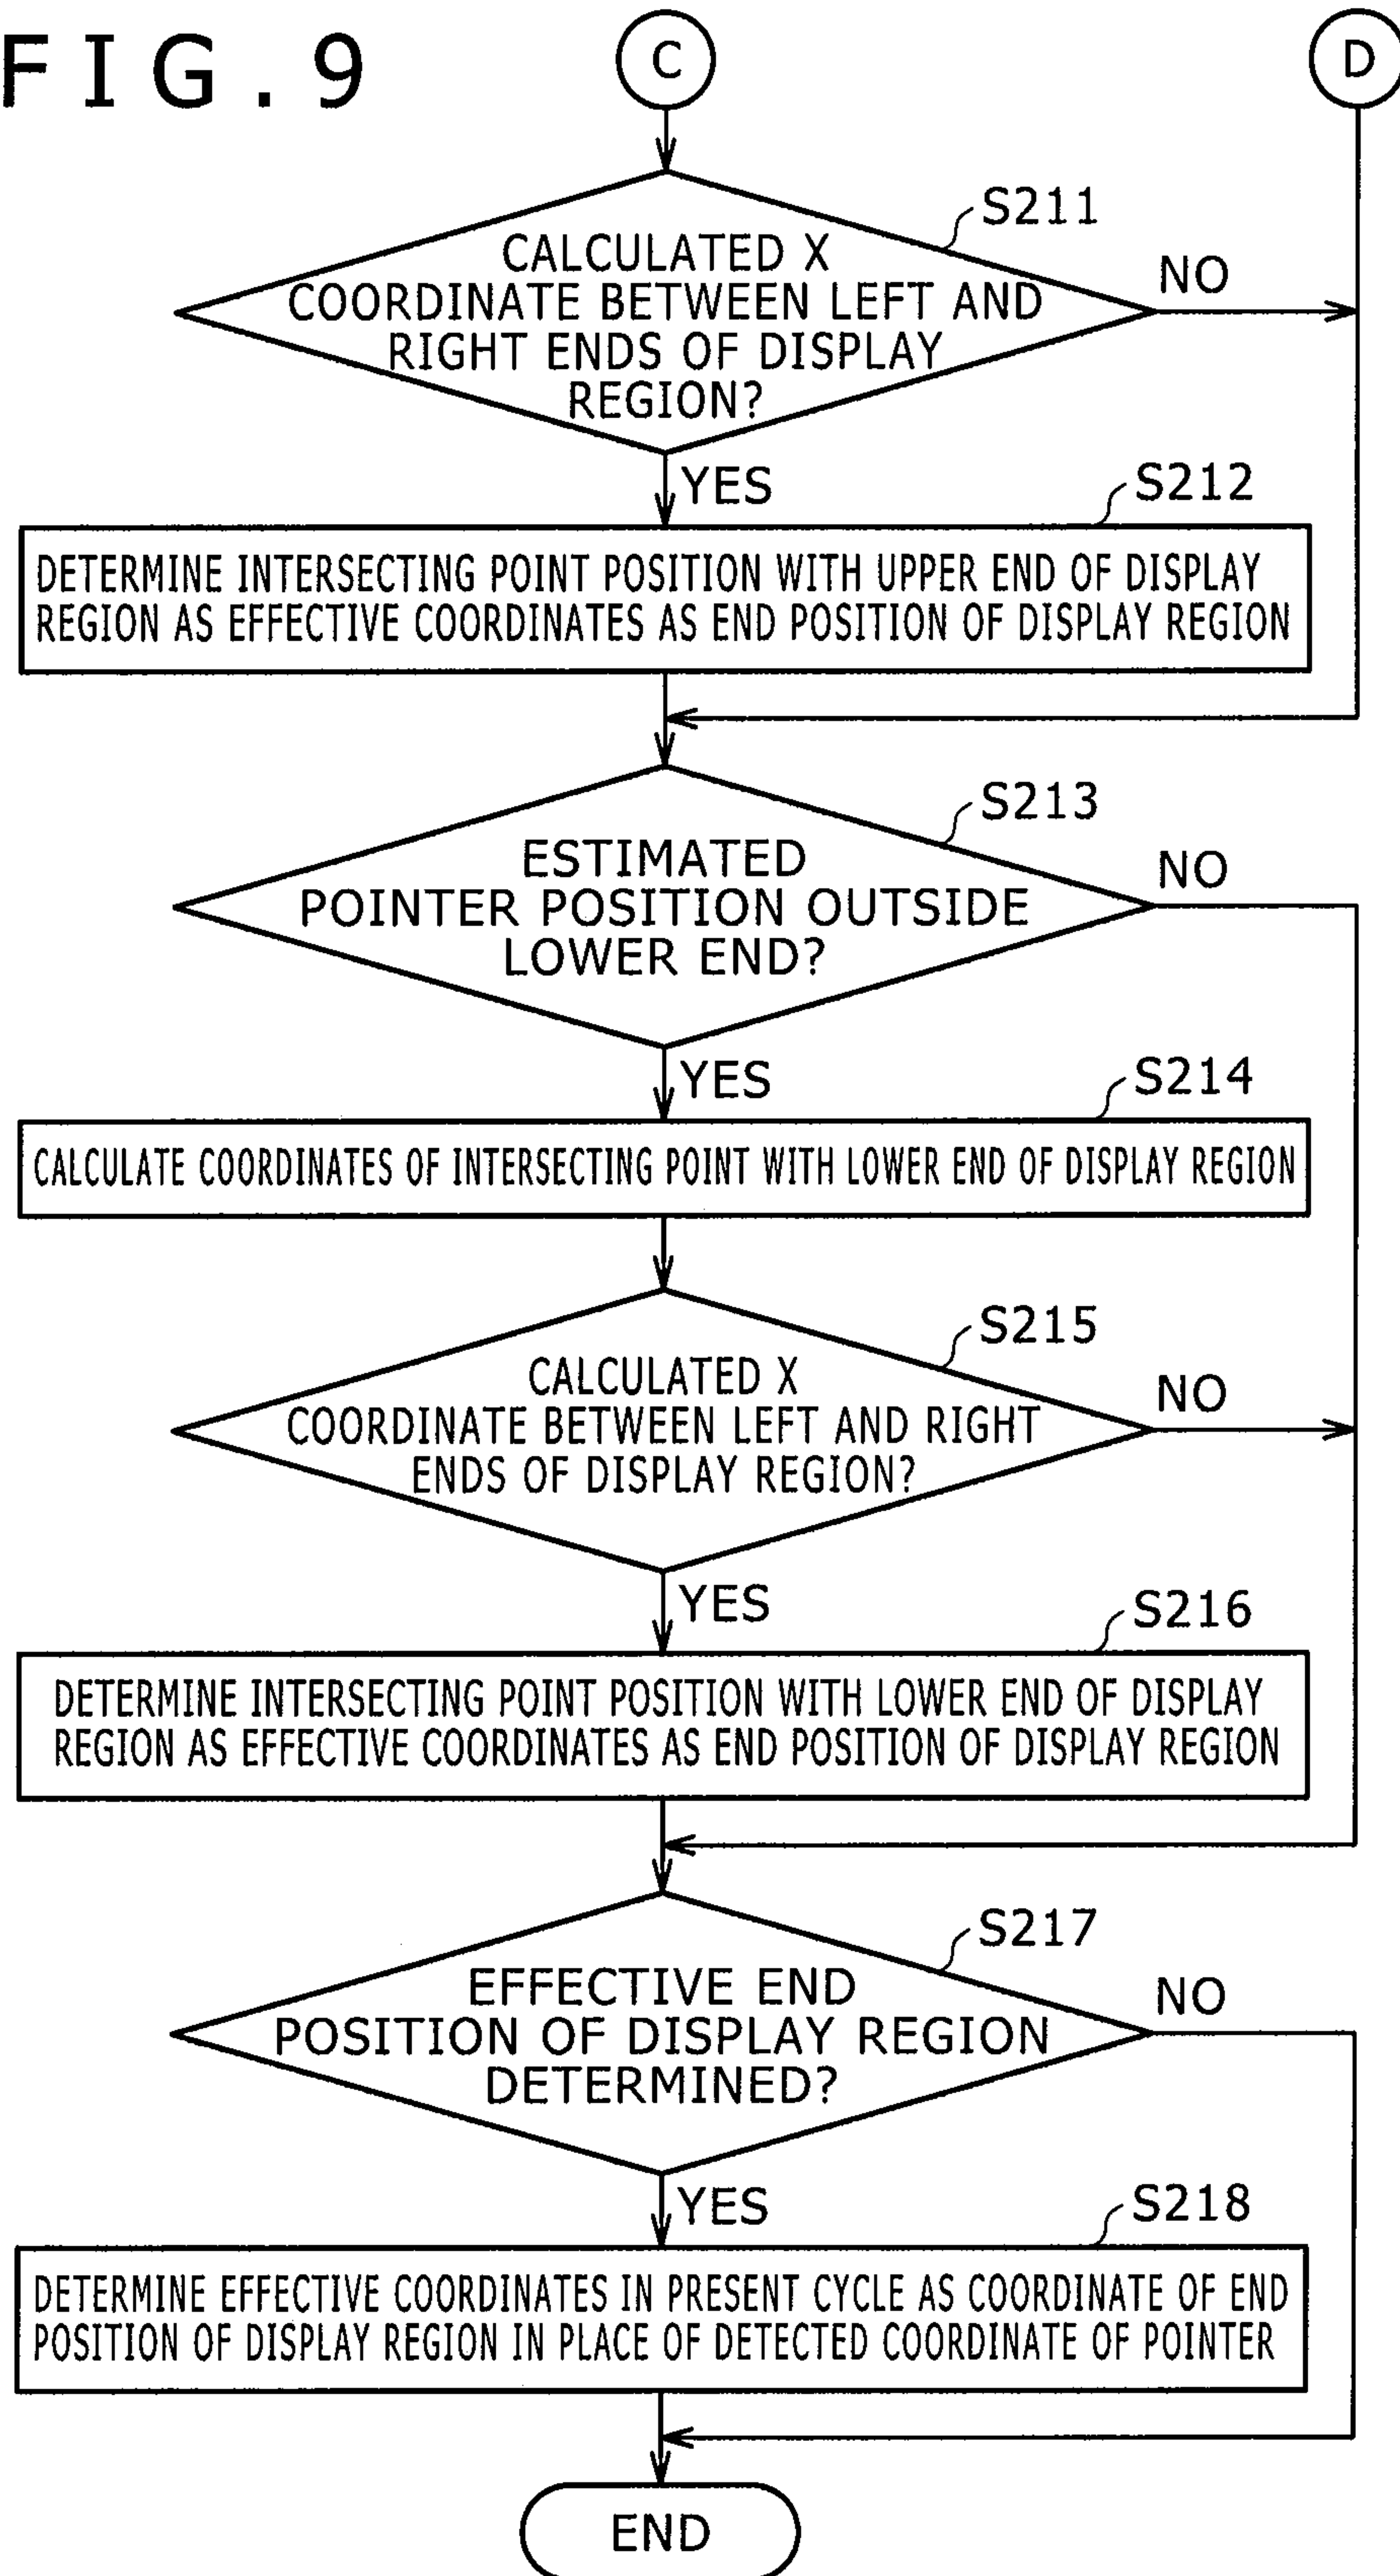 FIG.9
C
D
S211
CALCULATED X
COORDINATE BETWEEN LEFT AND
RIGHT ENDS OF DISPLAY
REGION?
NO
YES
S212
DETERMINE INTERSECTING POINT POSITION WITH UPPER END OF DISPLAY
REGION AS EFFECTIVE COORDINATES AS END POSITION OF DISPLAY REGION
S213
ESTIMATED
POINTER POSITION OUTSIDE
LOWER END?
NO
YES
S214
CALCULATE COORDINATES OF INTERSECTING POINT WITH LOWER END OF DISPLAY REGION
S215
CALCULATED X
COORDINATE BETWEEN LEFT AND RIGHT
ENDS OF DISPLAY REGION?
NO
YES
S216
DETERMINE INTERSECTING POINT POSITION WITH LOWER END OF DISPLAY
REGION AS EFFECTIVE COORDINATES AS END POSITION OF DISPLAY REGION
S217
EFFECTIVE END
POSITION OF DISPLAY REGION
DETERMINED?
NO
YES
S218
DETERMINE EFFECTIVE COORDINATES IN PRESENT CYCLE AS COORDINATE OF END
POSITION OF DISPLAY REGION IN PLACE OF DETECTED COORDINATE OF POINTER
END